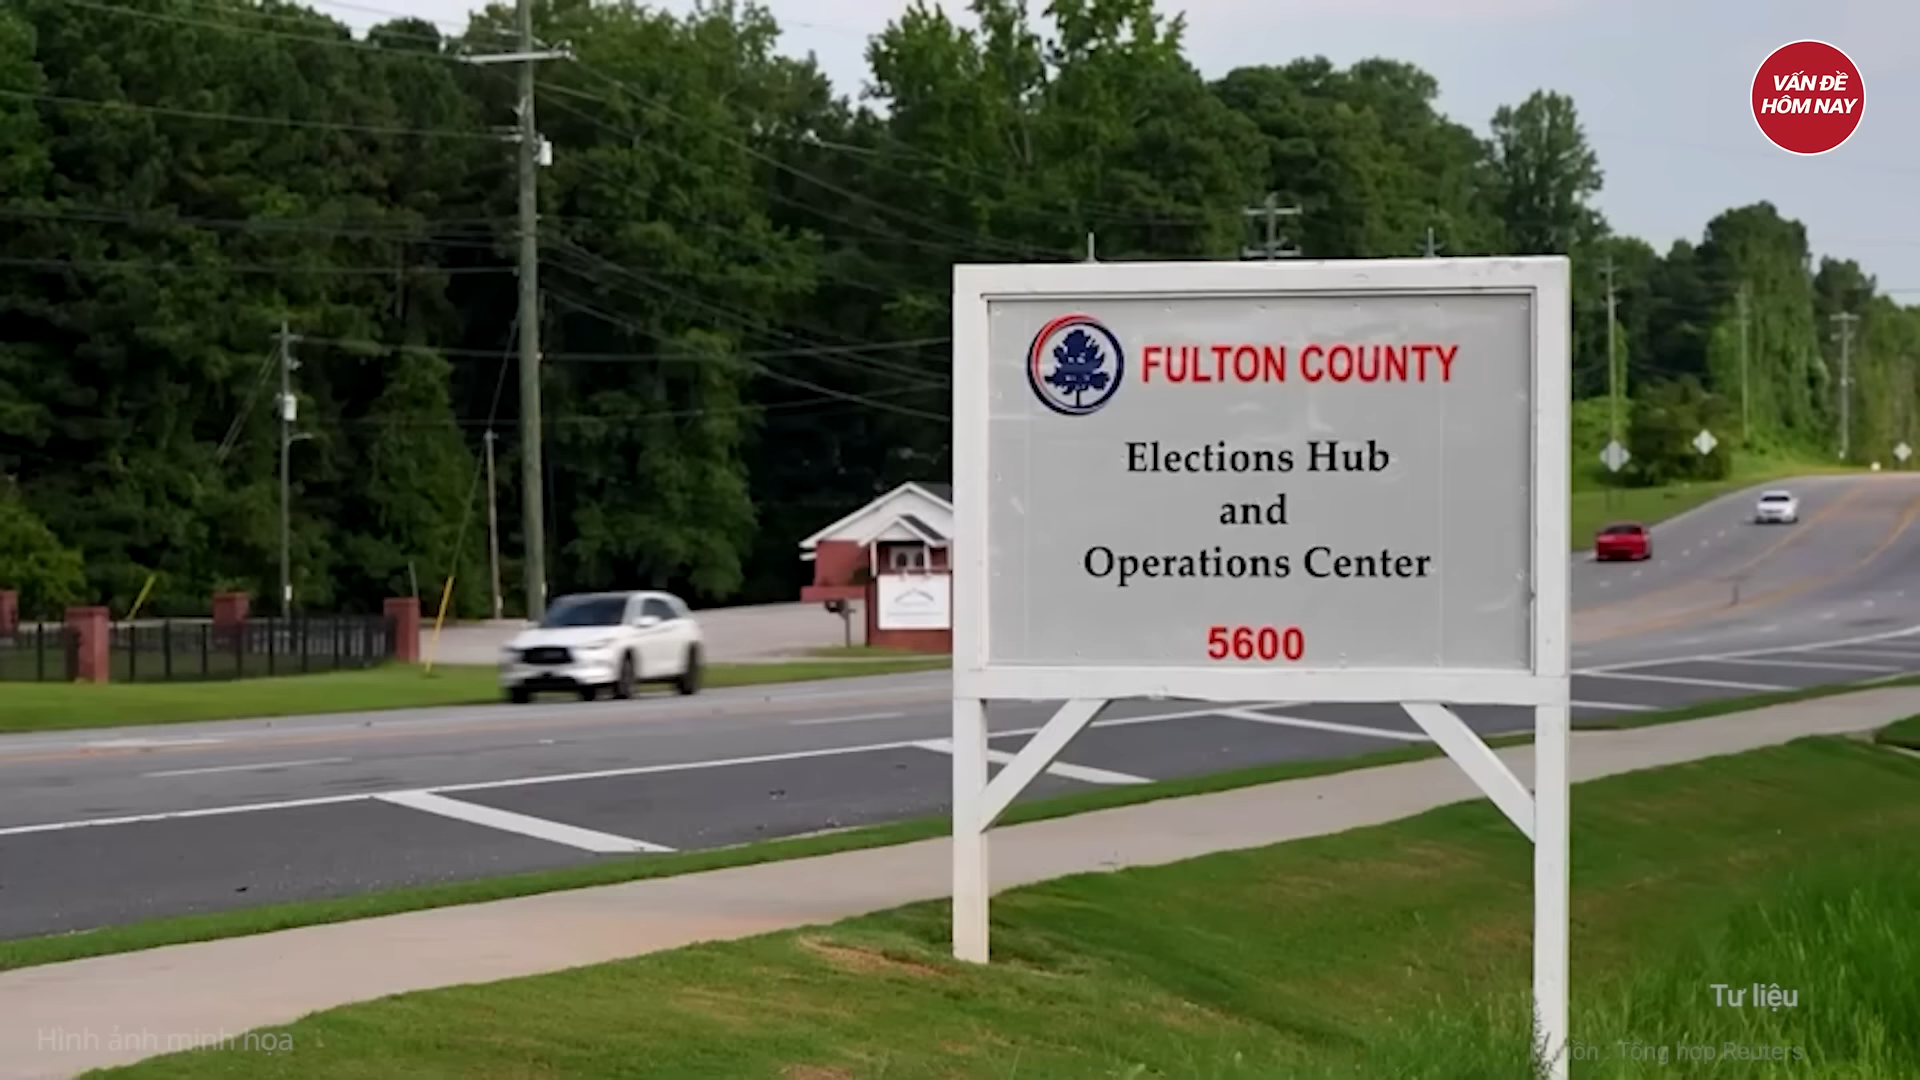 VẤN ĐỀ
HÔM NAY
FULTON COUNTY
Elections Hub
and
Operations Center
5600
Tư liệu
Hình ảnh minh họa
: Tổng hợp Reuters